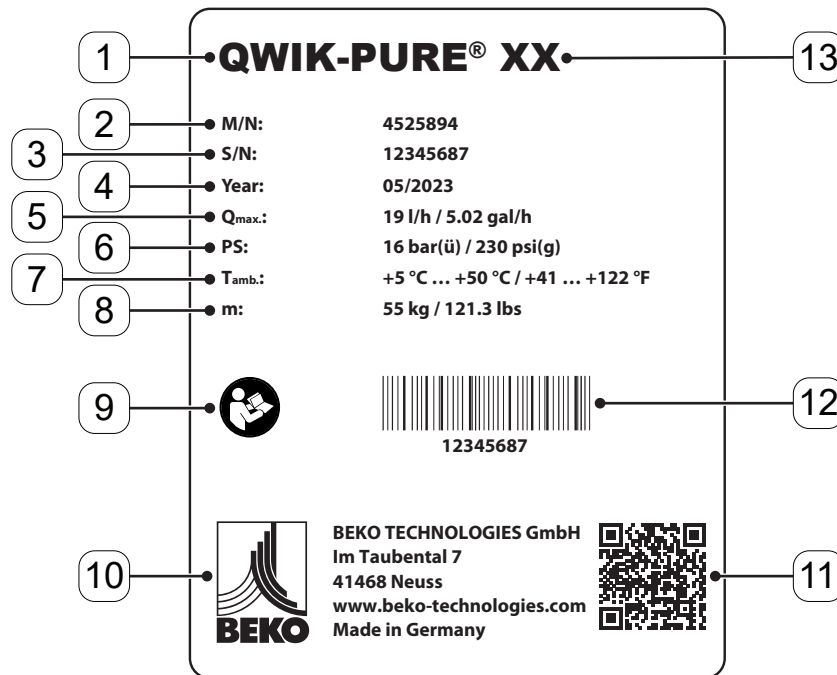 1 QWIK-PURE® XX 13
2 M/N: 4525894
3 S/N: 12345687
4 Year: 05/2023
5 Qmax.: 19 l/h / 5.02 gal/h
6 PS: 16 bar(ü) / 230 psi(g)
7 Tamb.: +5 °C … +50 °C / +41 … +122 °F
8 m: 55 kg / 121.3 lbs
9 12
12345687
BEKO TECHNOLOGIES GmbH
Im Taubental 7
10 41468 Neuss 11
www.beko-technologies.com
BEKO Made in Germany